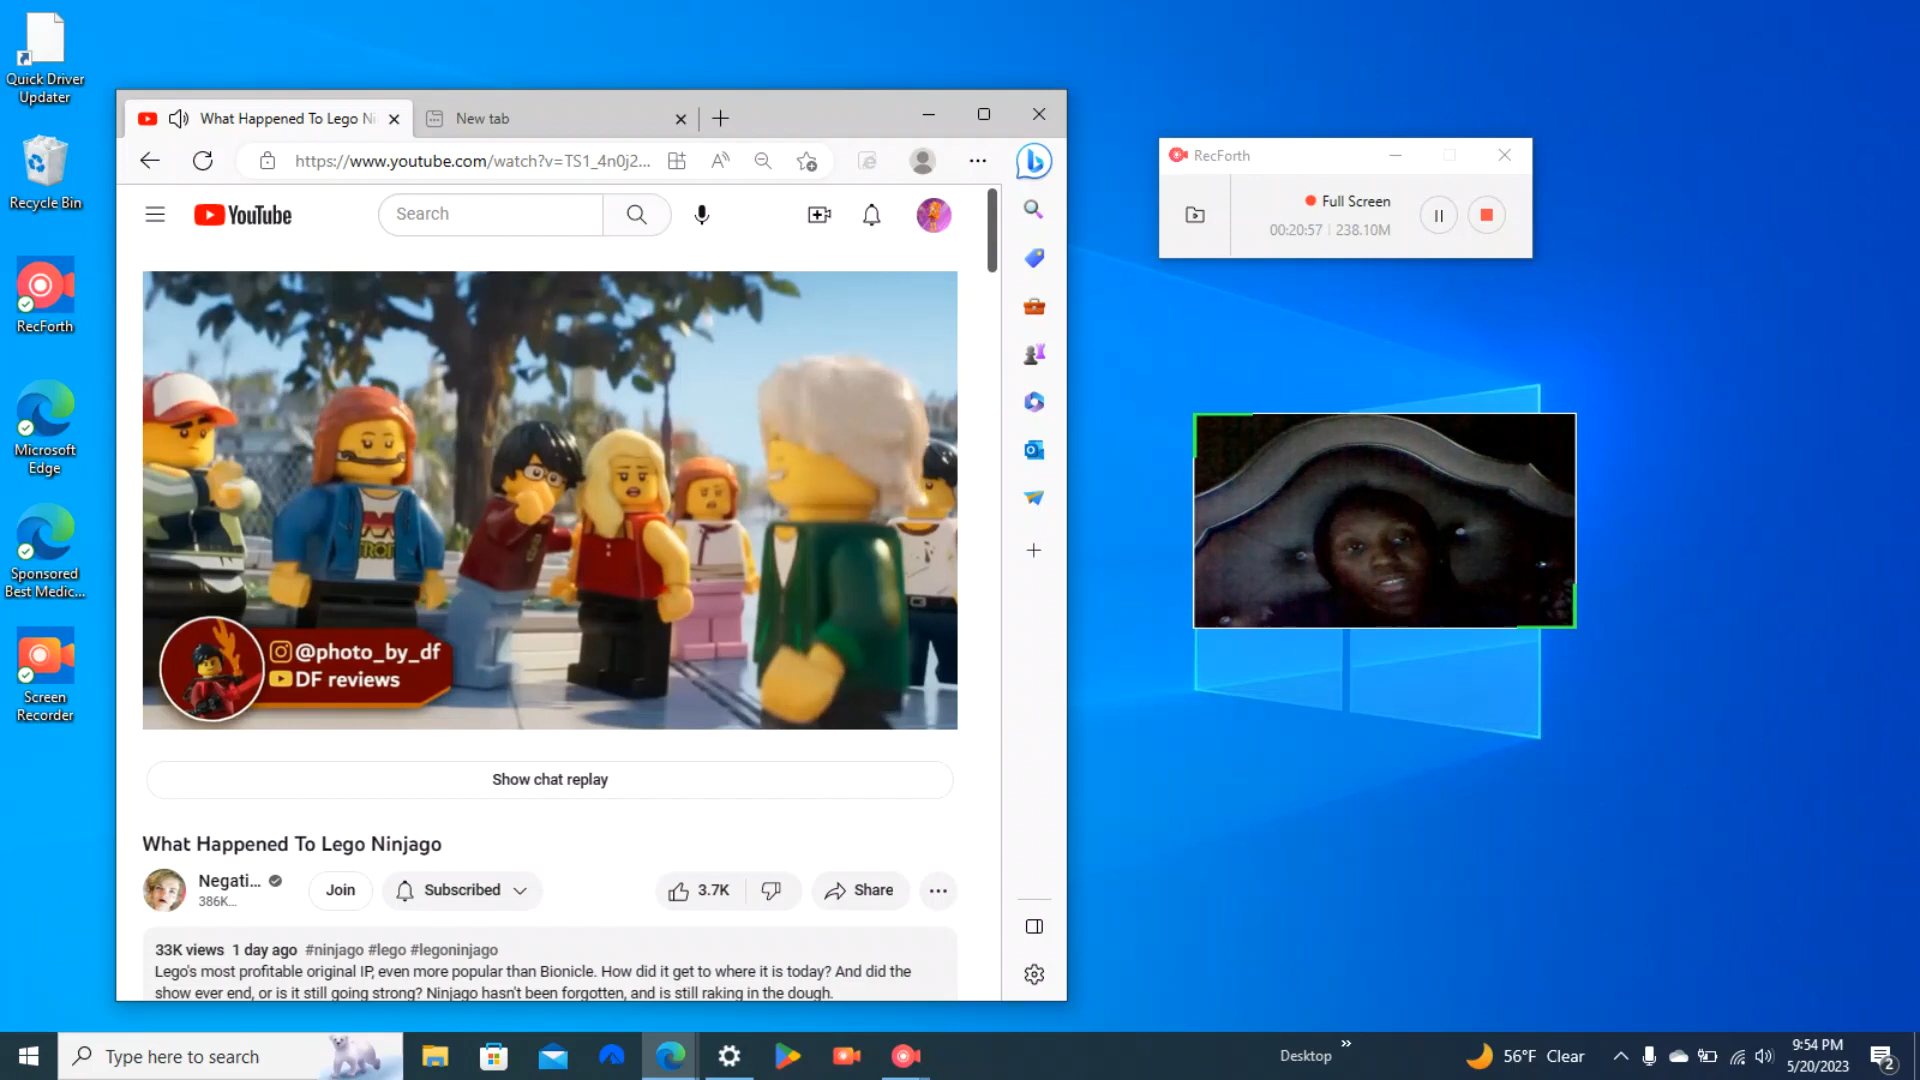 Quick Driver
Updater
Recycle Bin
RecForth
Microsoft
Edge
Sponsored
Best Medic...
Screen
Recorder
What Happened To Lego Ni
New tab
https://www.youtube.com/watch?v=TS1_4n0j2...
YouTube
Search
@photo_by_df
DF reviews
Show chat replay
What Happened To Lego Ninjago
Negati...
386K...
Join
Subscribed
3.7K
Share
33K views 1 day ago #ninjago #lego #legoninjago
Lego's most profitable original IP, even more popular than Bionicle. How did it get to where it is today? And did the
show ever end, or is it still going strong? Ninjago hasn't been forgotten, and is still raking in the dough.
RecForth
Full Screen
00:20:57 | 238.10M
Type here to search
Desktop
56°F Clear
9:54 PM
5/20/2023
2